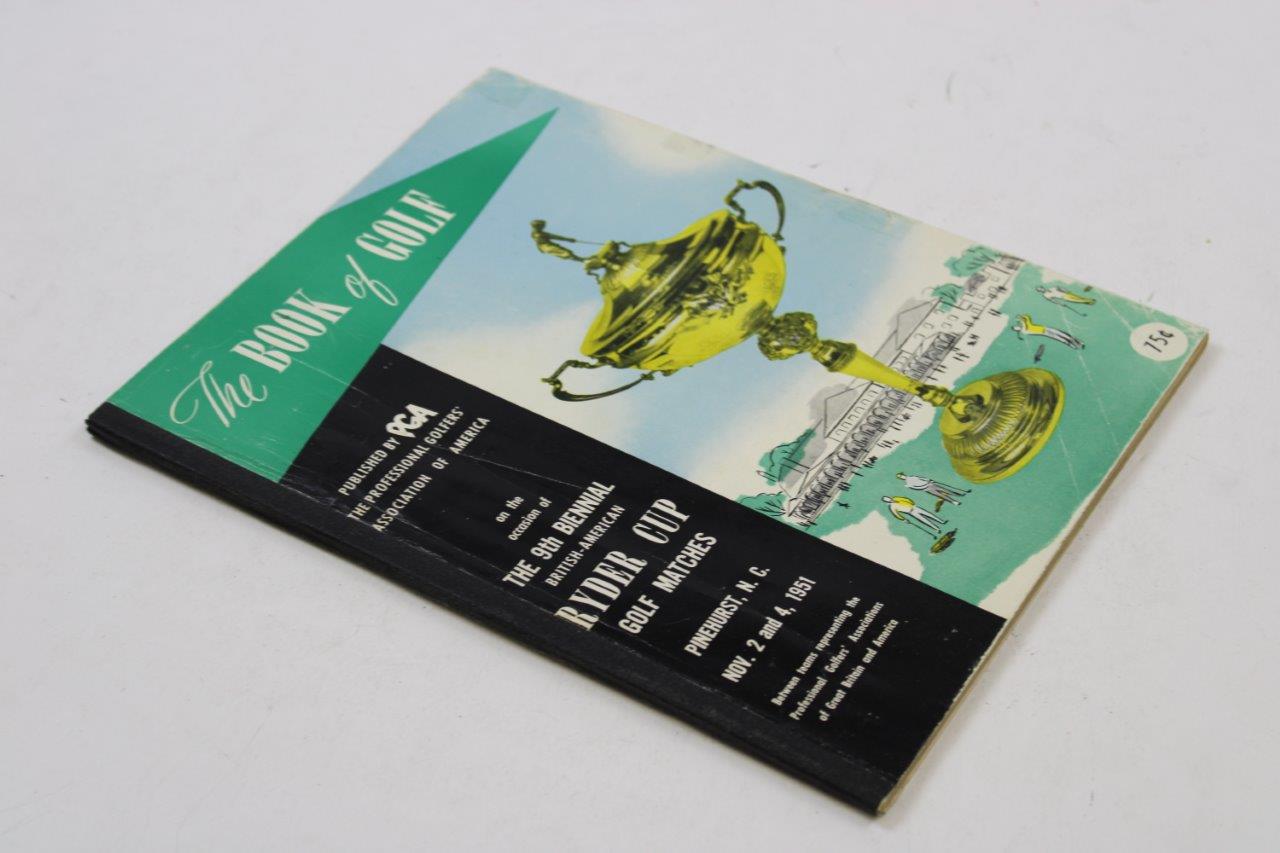 The BOOK of GOLF
PUBLISHED BY PGA
THE PROFESSIONAL GOLFERS'
ASSOCIATION OF AMERICA
on the
occasion of
THE 9th BIENNIAL
BRITISH-AMERICAN
RYDER CUP
GOLF MATCHES
PINEHURST, N. C.
NOV. 2 and 4, 1951
Between teams representing the
Professional Golfers' Associations
of Great Britain and America
75¢